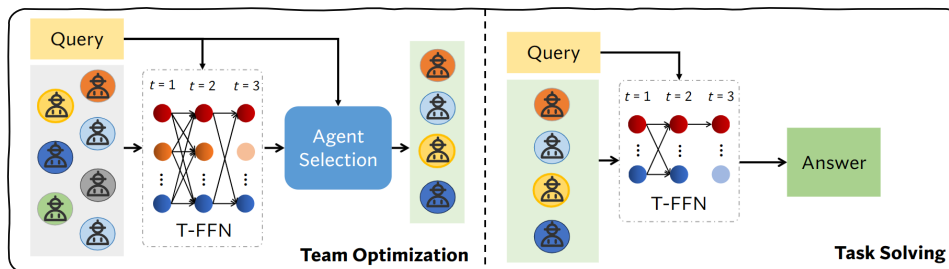 Query
t = 1 t = 2 t = 3
T-FFN
Agent
Selection
Team Optimization
Query
t = 1 t = 2 t = 3
T-FFN
Answer
Task Solving